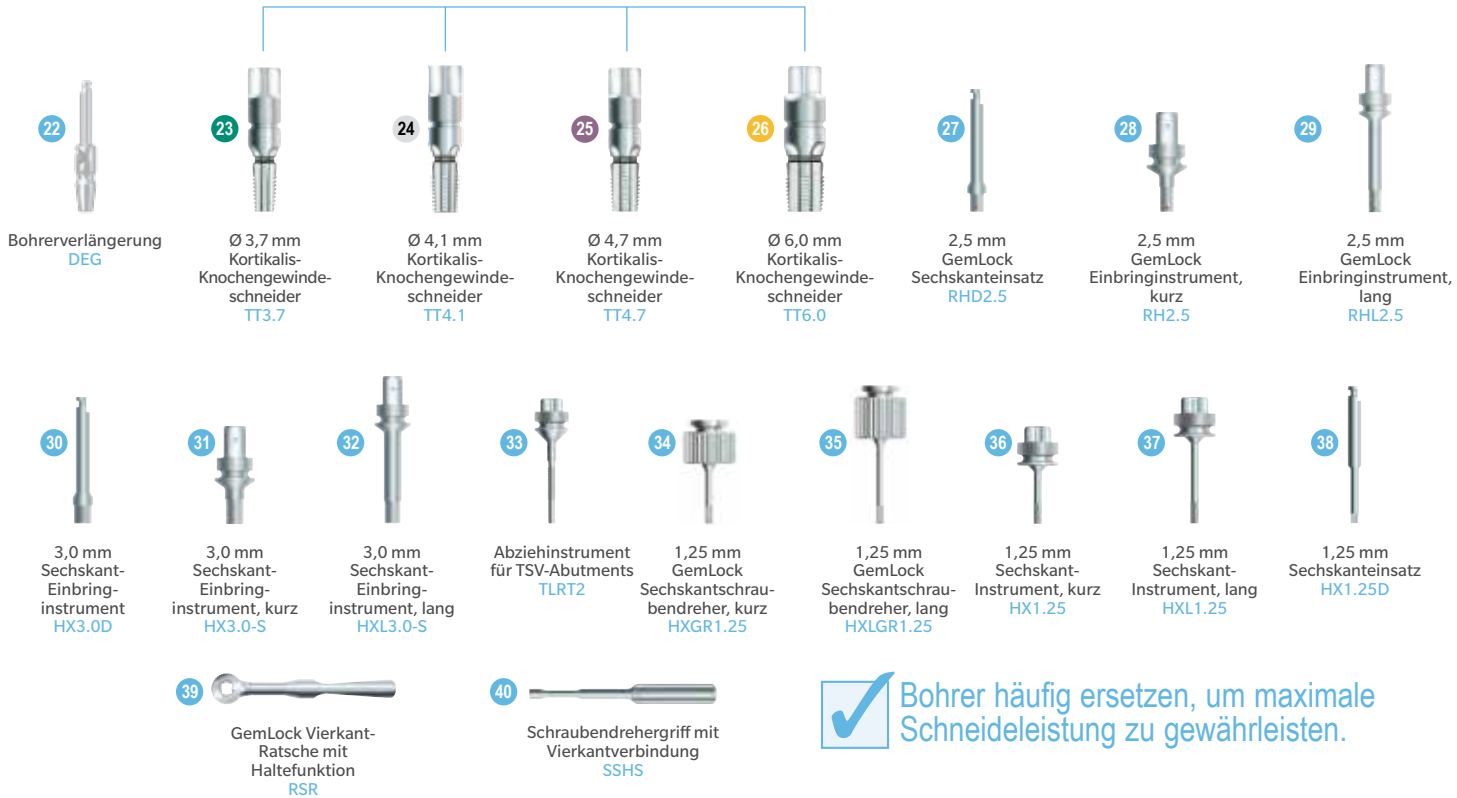 22
23
24
25
26
27
28
29
Bohrerverlängerung
DEG
Ø 3,7 mm
Kortikalis-
Knochengewinde-
schneider
TT3.7
Ø 4,1 mm
Kortikalis-
Knochengewinde-
schneider
TT4.1
Ø 4,7 mm
Kortikalis-
Knochengewinde-
schneider
TT4.7
Ø 6,0 mm
Kortikalis-
Knochengewinde-
schneider
TT6.0
2,5 mm
GemLock
Sechskanteinsatz
RHD2.5
2,5 mm
GemLock
Einbringinstrument,
kurz
RH2.5
2,5 mm
GemLock
Einbringinstrument,
lang
RHL2.5
30
31
32
33
34
35
36
37
38
3,0 mm
Sechskant-
Einbring-
instrument
HX3.0D
3,0 mm
Sechskant-
Einbring-
instrument, kurz
HX3.0-S
3,0 mm
Sechskant-
Einbring-
instrument, lang
HXL3.0-S
Abziehinstrument
für TSV-Abutments
TLRT2
1,25 mm
GemLock
Sechskantschrau-
bendreher, kurz
HXGR1.25
1,25 mm
GemLock
Sechskantschrau-
bendreher, lang
HXLGR1.25
1,25 mm
Sechskant-
Instrument, kurz
HX1.25
1,25 mm
Sechskant-
Instrument, lang
HXL1.25
1,25 mm
Sechskanteinsatz
HX1.25D
39
GemLock Vierkant-
Ratsche mit
Haltefunktion
RSR
40
Schraubendrehergriff mit
Vierkantverbindung
SSHS
Bohrer häufig ersetzen, um maximale
Schneideleistung zu gewährleisten.